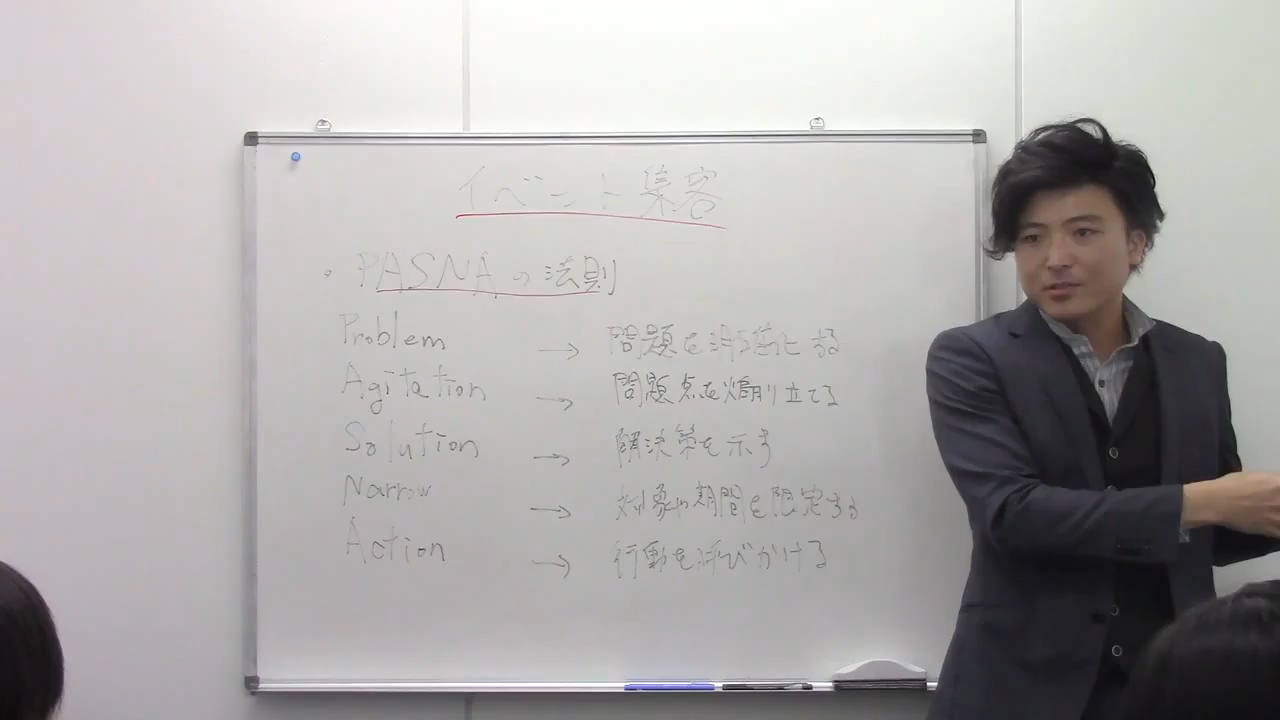 イベント集客
・PASNAの法則
Problem → 問題を明確化する
Agitation → 問題点を煽り立てる
Solution → 解決策を示す
Narrow → 対象や期間を限定する
Action → 行動を呼びかける